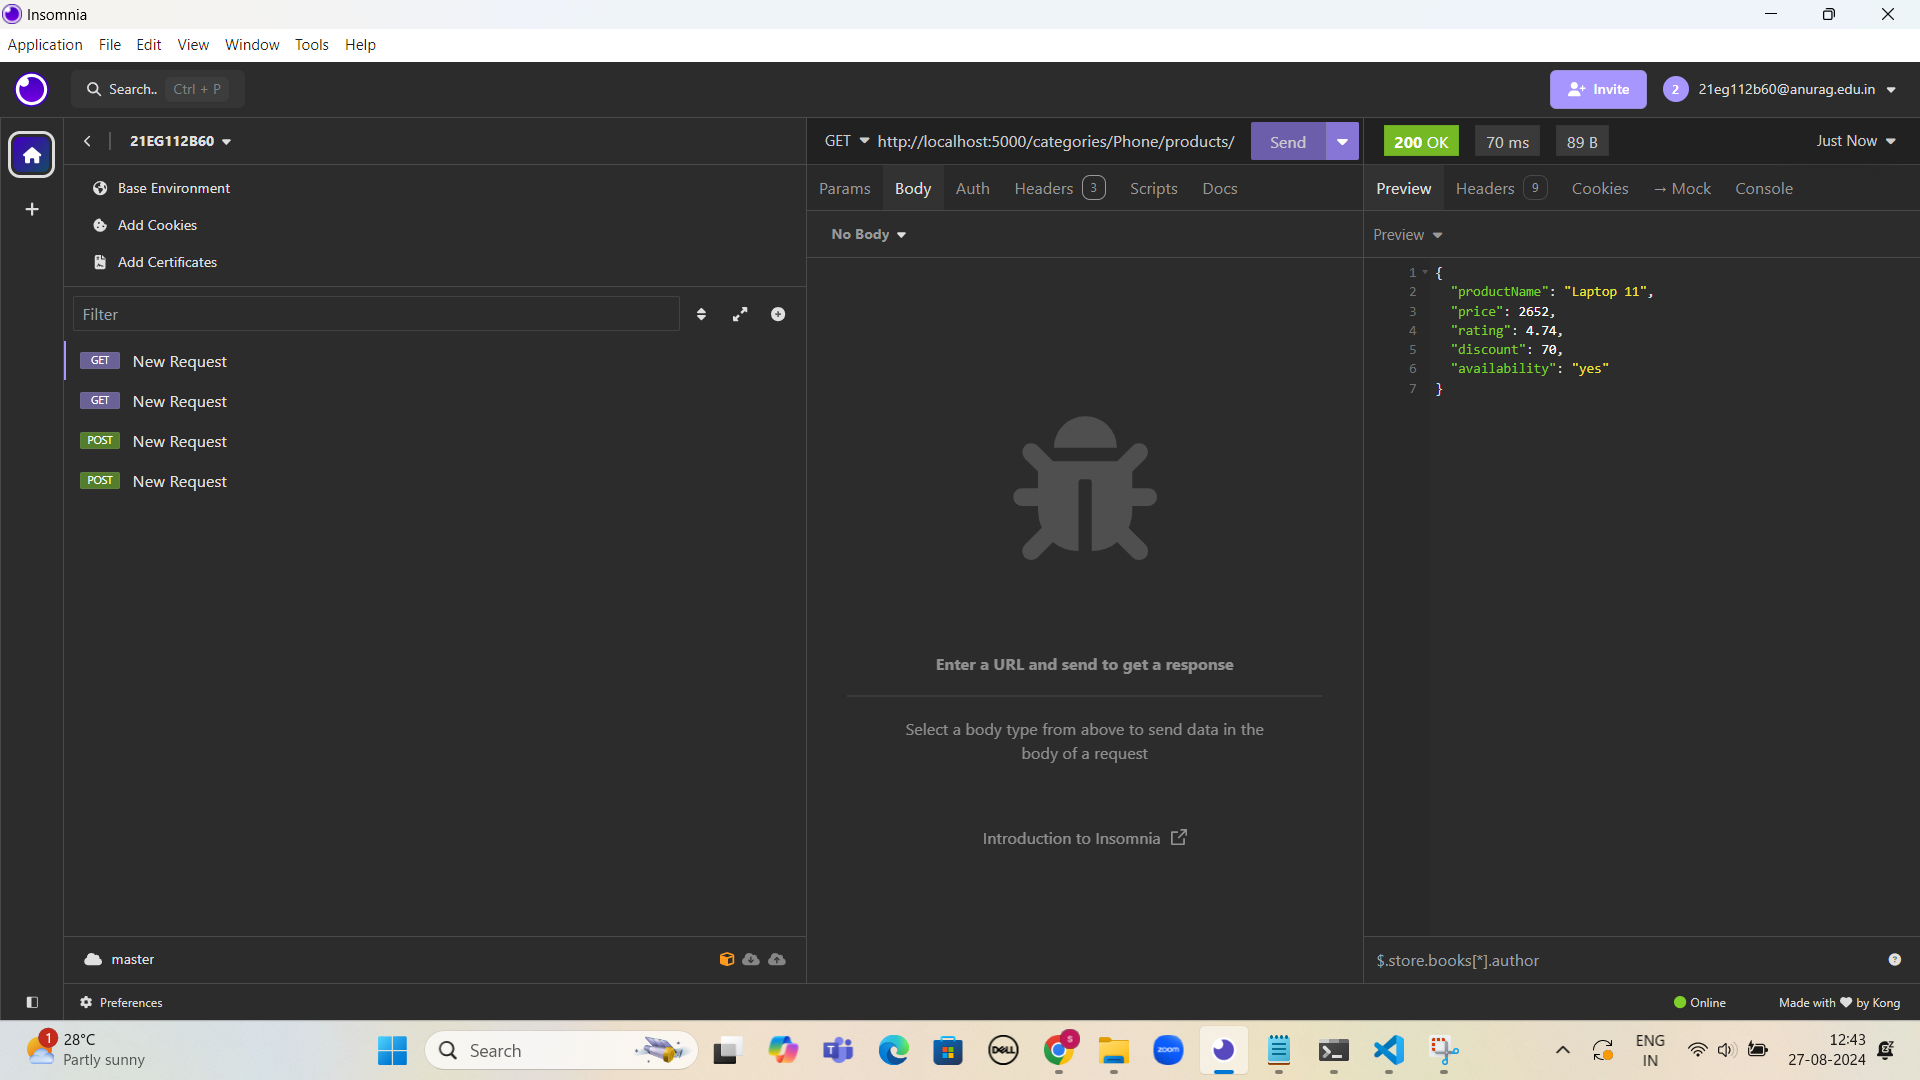 Insomnia
Application File Edit View Window Tools Help
Search.. Ctrl + P
Invite
2 21eg112b60@anurag.edu.in
21EG112B60
Base Environment
Add Cookies
Add Certificates
Filter
GET New Request
GET New Request
POST New Request
POST New Request
master
Preferences
GET http://localhost:5000/categories/Phone/products/ Send
Params Body Auth Headers 3 Scripts Docs
No Body
Enter a URL and send to get a response
Select a body type from above to send data in the
body of a request
Introduction to Insomnia
200 OK 70 ms 89 B Just Now
Preview Headers 9 Cookies → Mock Console
Preview
1 {
2 "productName": "Laptop 11",
3 "price": 2652,
4 "rating": 4.74,
5 "discount": 70,
6 "availability": "yes"
7 }
$.store.books[*].author
Online Made with ❤ by Kong
1
28°C
Partly sunny
Search
DELL
S
zoom
ENG
IN
12:43
27-08-2024